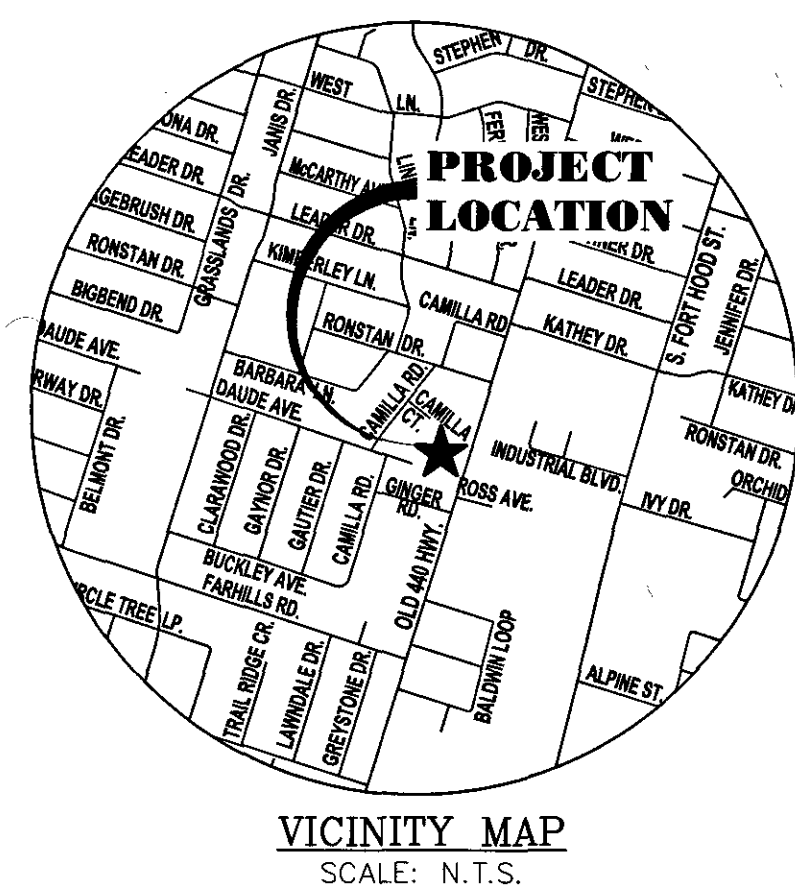 STEPHEN DR.
STEPHEN
WEST LN.
JANIS DR.
ONA DR.
EADER DR.
McCARTHY AV
PROJECT
LOCATION
AGEBRUSH DR.
GRASSLANDS DR.
LEADER DR.
NER DR.
RONSTAN DR.
KIMBERLEY LN.
LEADER DR.
S. FORT HOOD ST.
JENNIFER DR.
BIGBEND DR.
CAMILLA RD
RONSTAN DR.
KATHEY DR.
DAUDE AVE.
BARBARA LN.
DAUDE AVE.
CAMILLA RD.
CAMILLA
CT.
KATHEY D
RWAY DR.
BELMONT DR.
RONSTAN DR.
CLARAWOOD DR.
GAYNOR DR.
GAUTIER DR.
CAMILLA RD.
GINGER
RD.
ROSS AVE.
INDUSTRIAL BLVD.
IVY DR.
ORCHID
BUCKLEY AVE.
FARHILLS RD.
OLD 440 HWY.
RCLE TREE LP.
TRAIL RIDGE CR.
LAWNDALE DR.
GREYSTONE DR.
BALDWIN LOOP
ALPINE ST.
VICINITY MAP
SCALE: N.T.S.